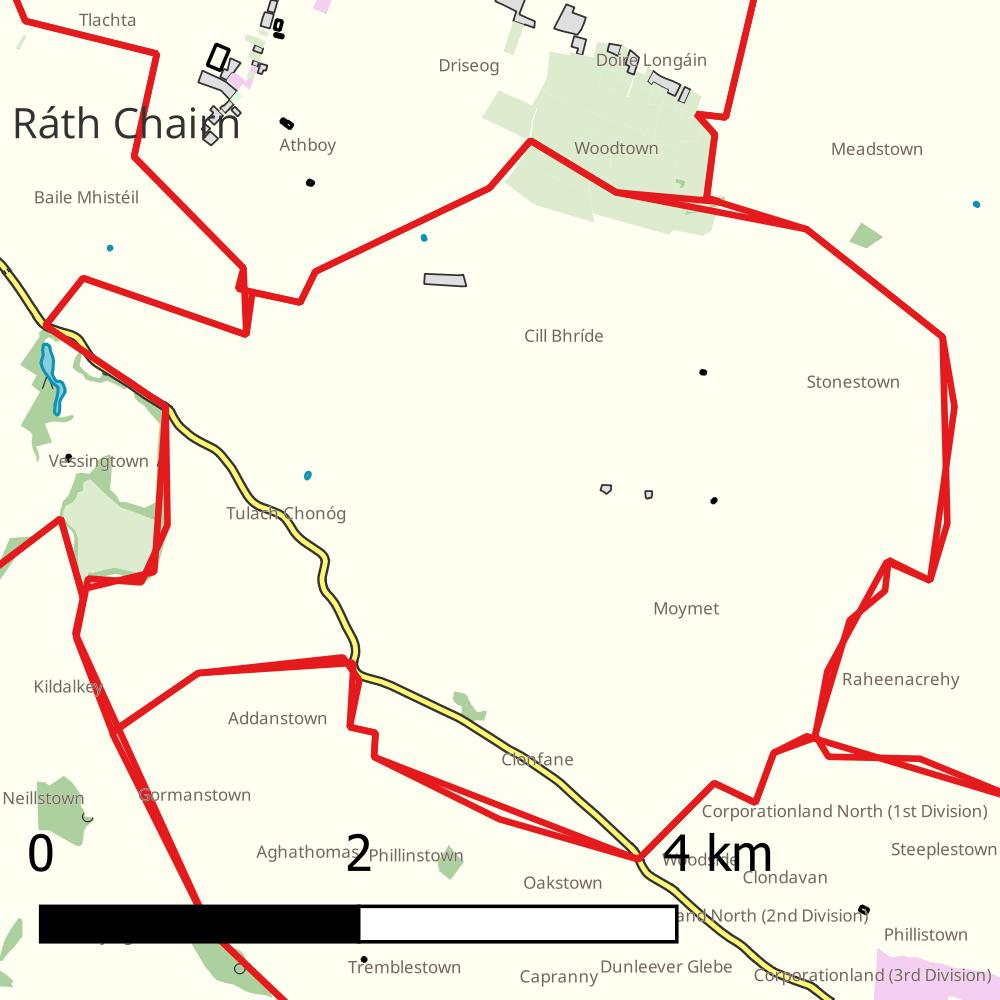 Tlachta
Driseog
Doire Longáin
Ráth Chairn
Athboy
Woodtown
Meadstown
Baile Mhistéil
Cill Bhríde
Stonestown
Vessingtown
Tulach Chonóg
Moymet
Kildalkey
Raheenacrehy
Addanstown
Clonfane
Neillstown
Gormanstown
Corporationland North (1st Division)
0
2
4 km
Aghathomas
Phillinstown
Woodside
Steeplestown
Oakstown
Clondavan
and North (2nd Division)
Phillistown
Tremblestown
Capranny
Dunleever Glebe
Corporationland (3rd Division)